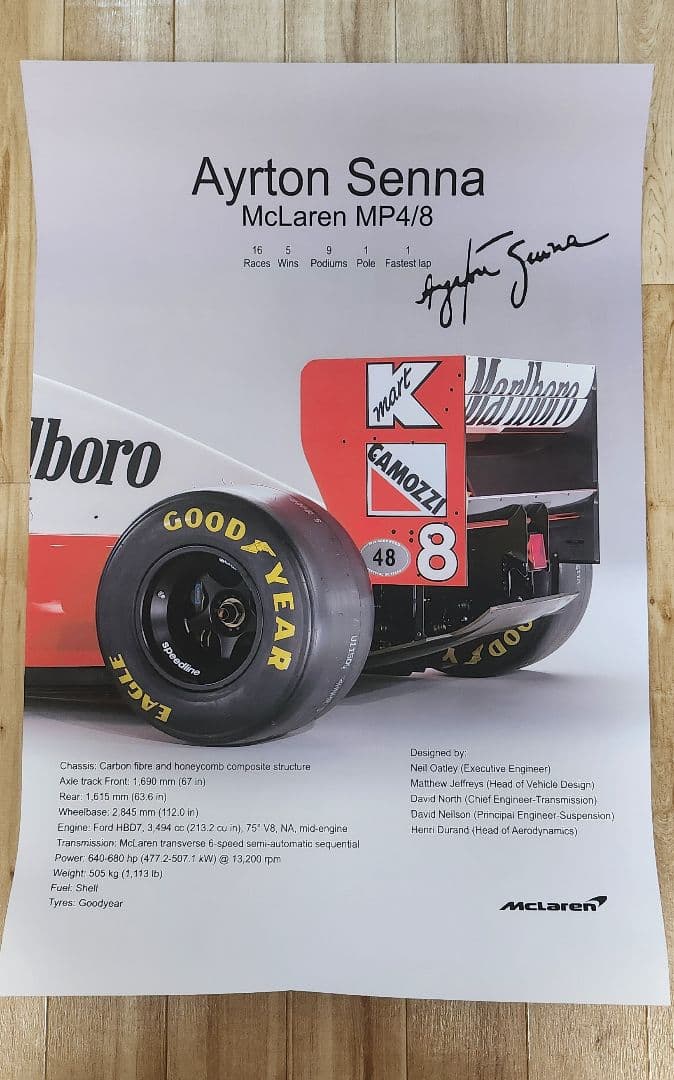 Ayrton Senna
McLaren MP4/8
16 5 9 1 1
Races Wins Podiums Pole Fastest lap
Ayrton Senna
K
mart
Marlboro
lboro
CAMOZZI
GOODYEAR
48
8
speedline
EAGLE
Chassis: Carbon fibre and honeycomb composite structure
Axle track Front: 1,690 mm (67 in)
Rear: 1,615 mm (63.6 in)
Wheelbase: 2,845 mm (112.0 in)
Engine: Ford HBD7, 3,494 cc (213.2 cu in), 75° V8, NA, mid-engine
Transmission: McLaren transverse 6-speed semi-automatic sequential
Power: 640-680 hp (477.2-507.1 kW) @ 13,200 rpm
Weight: 505 kg (1,113 lb)
Fuel: Shell
Tyres: Goodyear
Designed by:
Neil Oatley (Executive Engineer)
Matthew Jeffreys (Head of Vehicle Design)
David North (Chief Engineer-Transmission)
David Neilson (Principal Engineer-Suspension)
Henri Durand (Head of Aerodynamics)
McLaren